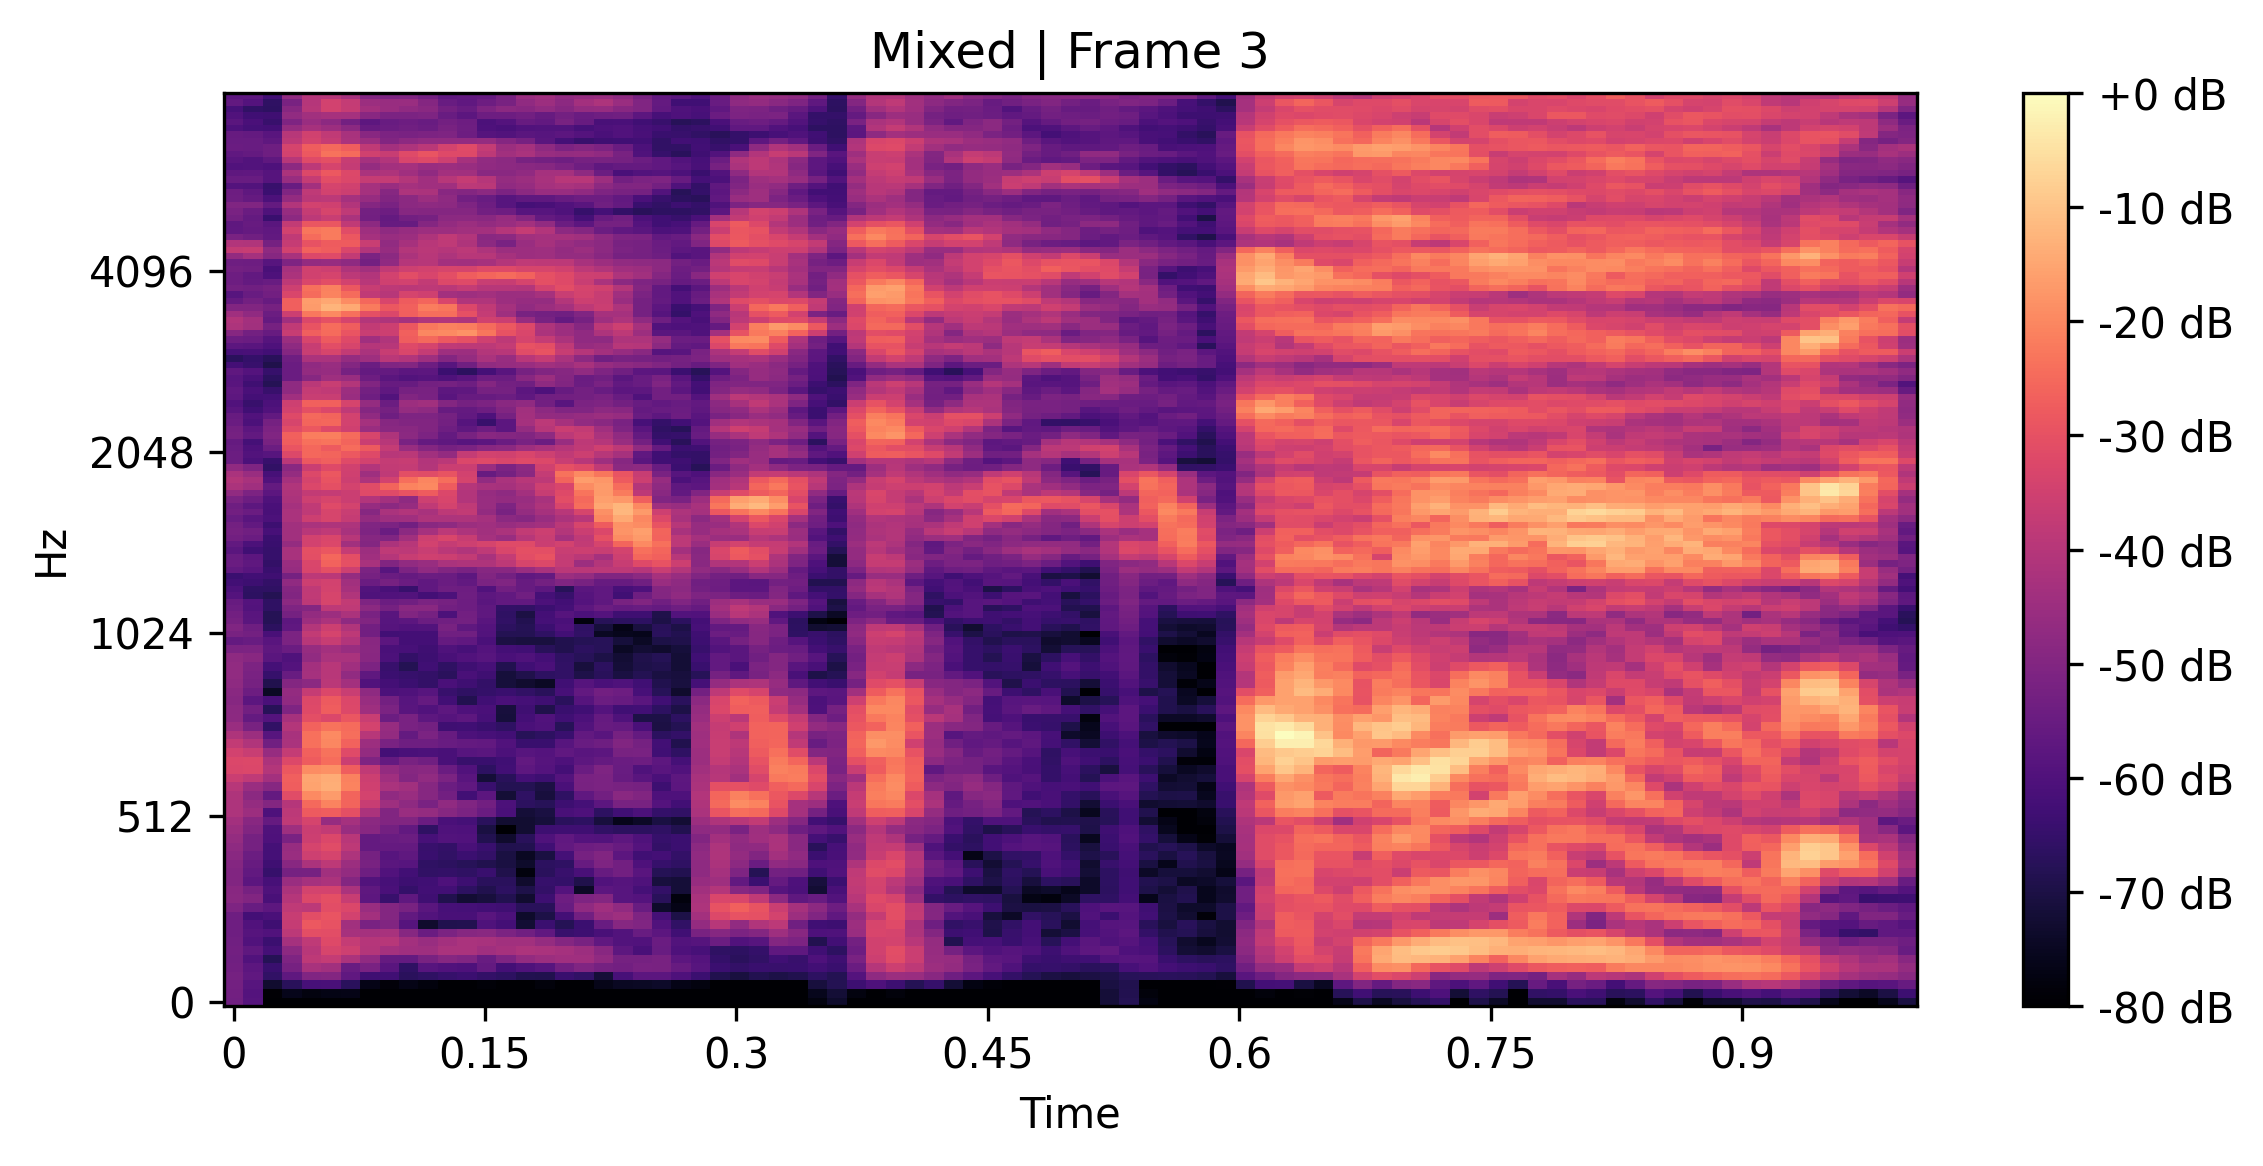 Mixed | Frame 3
+0 dB
-10 dB
-20 dB
-30 dB
-40 dB
-50 dB
-60 dB
-70 dB
-80 dB
4096
2048
1024
512
0
Hz
0 0.15 0.3 0.45 0.6 0.75 0.9
Time